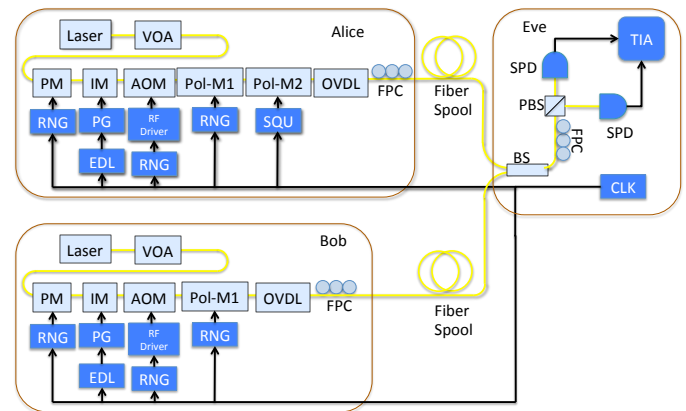 Laser
VOA
Alice
PM
IM
AOM
Pol-M1
Pol-M2
OVDL
FPC
Fiber
Spool
RNG
PG
RF
Driver
RNG
SQU
EDL
RNG
Eve
SPD
TIA
PBS
SPD
FPC
BS
CLK
Bob
Laser
VOA
PM
IM
AOM
Pol-M1
OVDL
FPC
Fiber
Spool
RNG
PG
RF
Driver
RNG
EDL
RNG